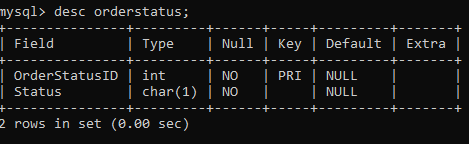 mysql> desc orderstatus;
+---------------+---------+------+-----+---------+-------+
| Field         | Type    | Null | Key | Default | Extra |
+---------------+---------+------+-----+---------+-------+
| OrderStatusID | int     | NO   | PRI | NULL    |       |
| Status        | char(1) | NO   |     | NULL    |       |
+---------------+---------+------+-----+---------+-------+
2 rows in set (0.00 sec)